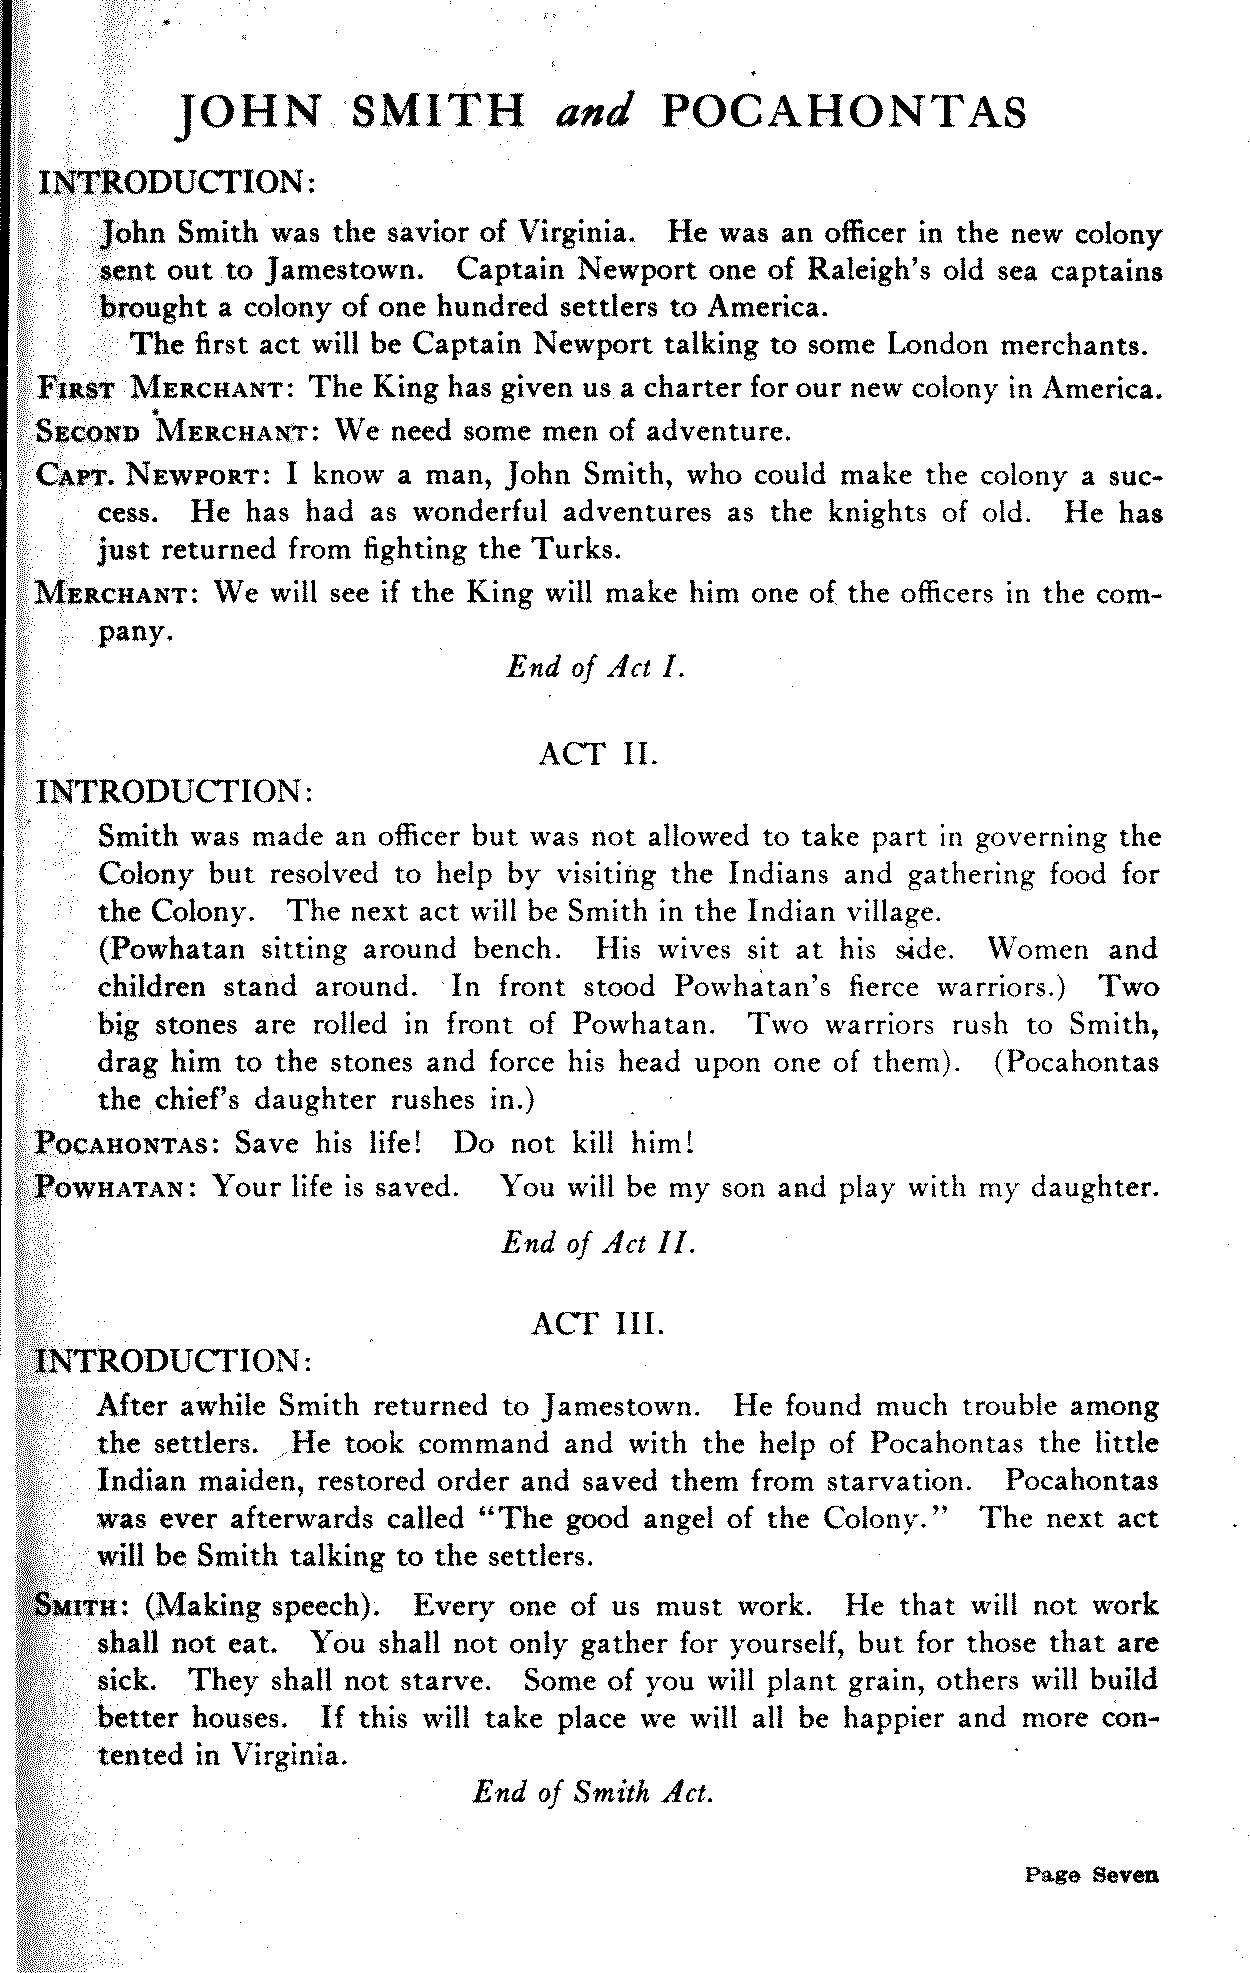 JOHN SMITH and POCAHONTAS
INTRODUCTION:
John Smith was the savior of Virginia. He was an officer in the new colony
sent out to Jamestown. Captain Newport one of Raleigh's old sea captains
brought a colony of one hundred settlers to America.
The first act will be Captain Newport talking to some London merchants.
FIRST MERCHANT: The King has given us a charter for our new colony in America.
SECOND MERCHANT: We need some men of adventure.
CAPT. NEWPORT: I know a man, John Smith, who could make the colony a suc-
cess. He has had as wonderful adventures as the knights of old. He has
just returned from fighting the Turks.
MERCHANT: We will see if the King will make him one of the officers in the com-
pany.
End of Act I.
ACT II.
INTRODUCTION:
Smith was made an officer but was not allowed to take part in governing the
Colony but resolved to help by visiting the Indians and gathering food for
the Colony. The next act will be Smith in the Indian village.
(Powhatan sitting around bench. His wives sit at his side. Women and
children stand around. In front stood Powhatan's fierce warriors.) Two
big stones are rolled in front of Powhatan. Two warriors rush to Smith,
drag him to the stones and force his head upon one of them). (Pocahontas
the chief's daughter rushes in.)
POCAHONTAS: Save his life! Do not kill him!
POWHATAN: Your life is saved. You will be my son and play with my daughter.
End of Act II.
ACT III.
INTRODUCTION:
After awhile Smith returned to Jamestown. He found much trouble among
the settlers. He took command and with the help of Pocahontas the little
Indian maiden, restored order and saved them from starvation. Pocahontas
was ever afterwards called "The good angel of the Colony." The next act
will be Smith talking to the settlers.
SMITH: (Making speech). Every one of us must work. He that will not work
shall not eat. You shall not only gather for yourself, but for those that are
sick. They shall not starve. Some of you will plant grain, others will build
better houses. If this will take place we will all be happier and more con-
tented in Virginia.
End of Smith Act.
Page Seven